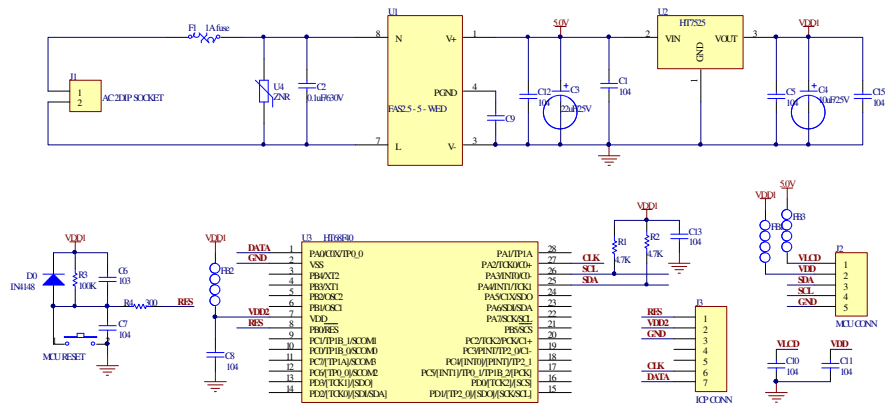 F1 1A fuse
U1
5.0V
U2
HT7525
VDD1
8 N V+ 1
2 VIN VOUT 3
GND
1
J1
1
2
AC 2DIP SOCKET
U4
ZNR
C2
0.1uF/630V
PGND 4
FAS2.5 - 5 - WED
C9
C12
104
C3
22uF/25V
C1
104
C5
104
C4
10uF/25V
C15
104
7 L V- 3
VDD1
D0
IN4148
R3
100K
C6
103
R4 300 RES
C7
104
MCU RESET
VDD1
FB2
C8
104
U3 HT68F40
DATA 1 PA0/C0X/TP0_0
GND 2 VSS
3 PB4/XT2
4 PB3/XT1
5 PB2/OSC2
6 PB1/OSC1
VDD2 7 VDD
RES 8 PB0/RES
9 PC1/TP1B_1/SCOM1
10 PC0/TP1B_0/SCOM0
11 PC7/[TP1A]/SCOM3
12 PC6/[TP0_0]/SCOM2
13 PD3/[TCK1]/[SDO]
14 PD2/[TCK0]/[SDI/SDA]
PA1/TP1A 28
PA2/TCK0/C0+ 27 CLK
PA3/INT0/C0- 26 SCL
PA4/INT1/TCK1 25 SDA
PA5/C1X/SDO 24
PA6/SDI/SDA 23
PA7/SCK/SCL 22
PB5/SCS 21
PC2/TCK2/PCK/C1+ 20
PC3/PINT/TP2_0/C1- 19
PC4/[INT0]/[PINT]/TP2_1 18
PC5/[INT1]/TP0_1/TP1B_2/[PCK] 17
PD0/[TCK2]/[SCS] 16
PD1/[TP2_0]/[SDO]/[SCK/SCL] 15
VDD1
R1
4.7K
R2
4.7K
C13
104
J3
RES 1
VDD2 2
GND 3
4
5
CLK 6
DATA 7
ICP CONN
VDD1
5.0V
FB3
J2
VLCD 1
VDD 2
SDA 3
SCL 4
GND 5
MCU CONN
VLCD
VDD
C10
104
C11
104